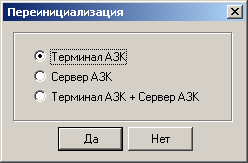 Переинициализация
Терминал АЗК
Сервер АЗК
Терминал АЗК + Сервер АЗК
Да
Нет